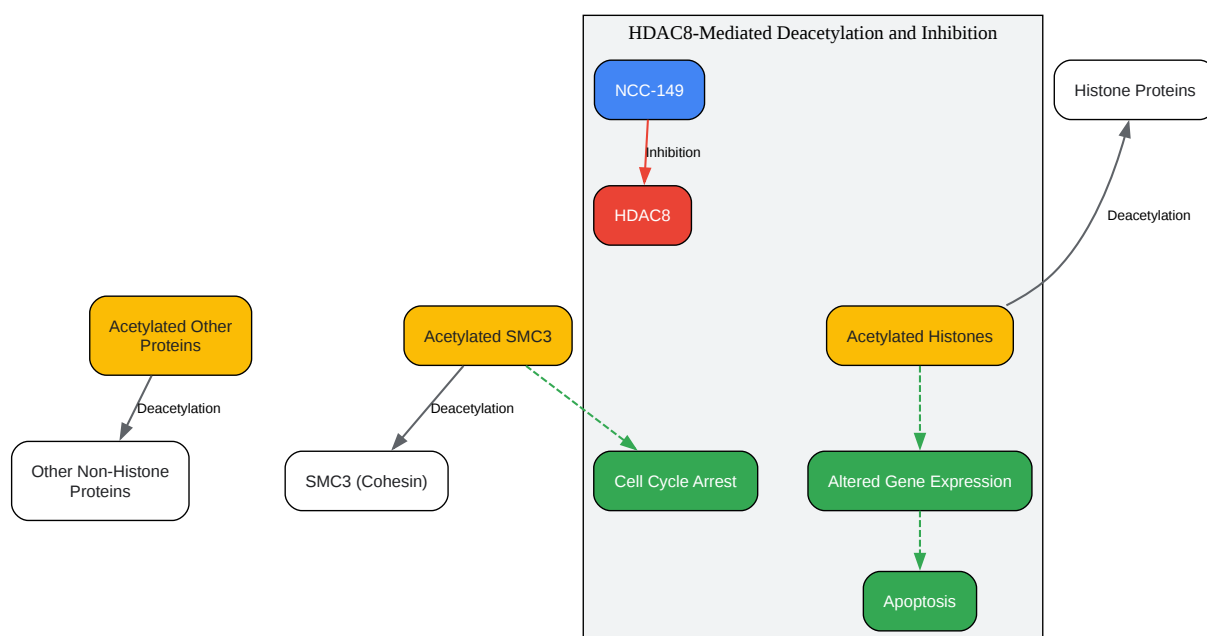 HDAC8-Mediated Deacetylation and Inhibition
NCC-149
Histone Proteins
Inhibition
HDAC8
Deacetylation
Acetylated Other
Proteins
Acetylated SMC3
Acetylated Histones
Deacetylation
Deacetylation
Other Non-Histone
Proteins
SMC3 (Cohesin)
Cell Cycle Arrest
Altered Gene Expression
Apoptosis